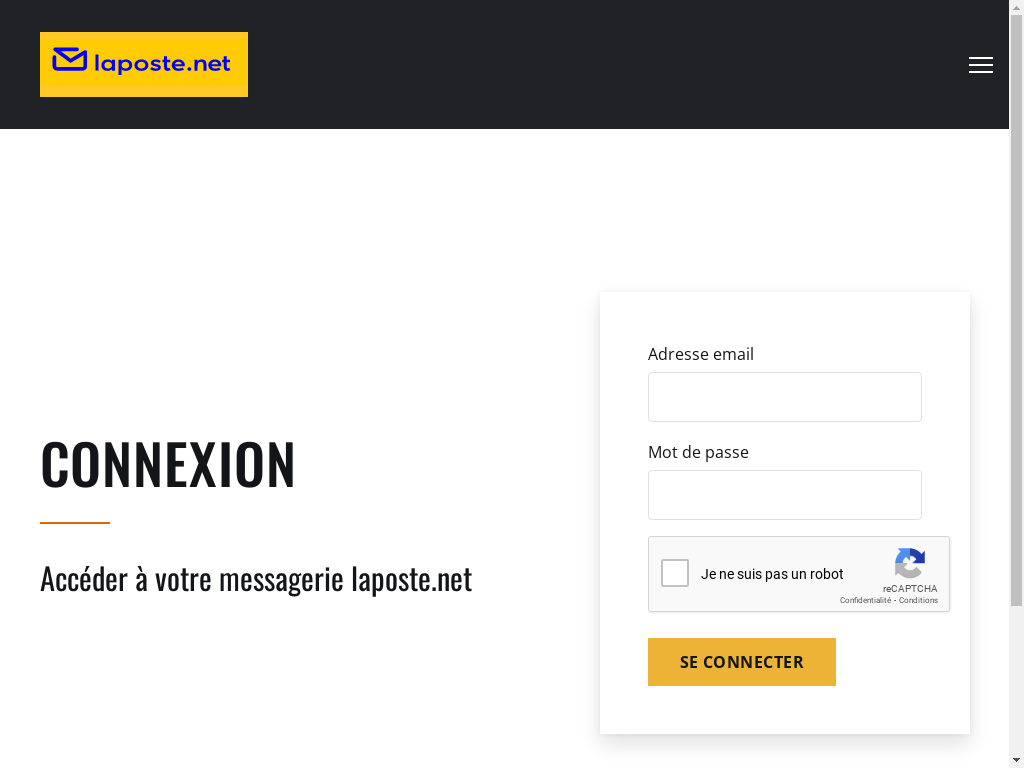 laposte.net
CONNEXION
Accéder à votre messagerie laposte.net
Adresse email
Mot de passe
Je ne suis pas un robot
reCAPTCHA
Confidentialité - Conditions
SE CONNECTER